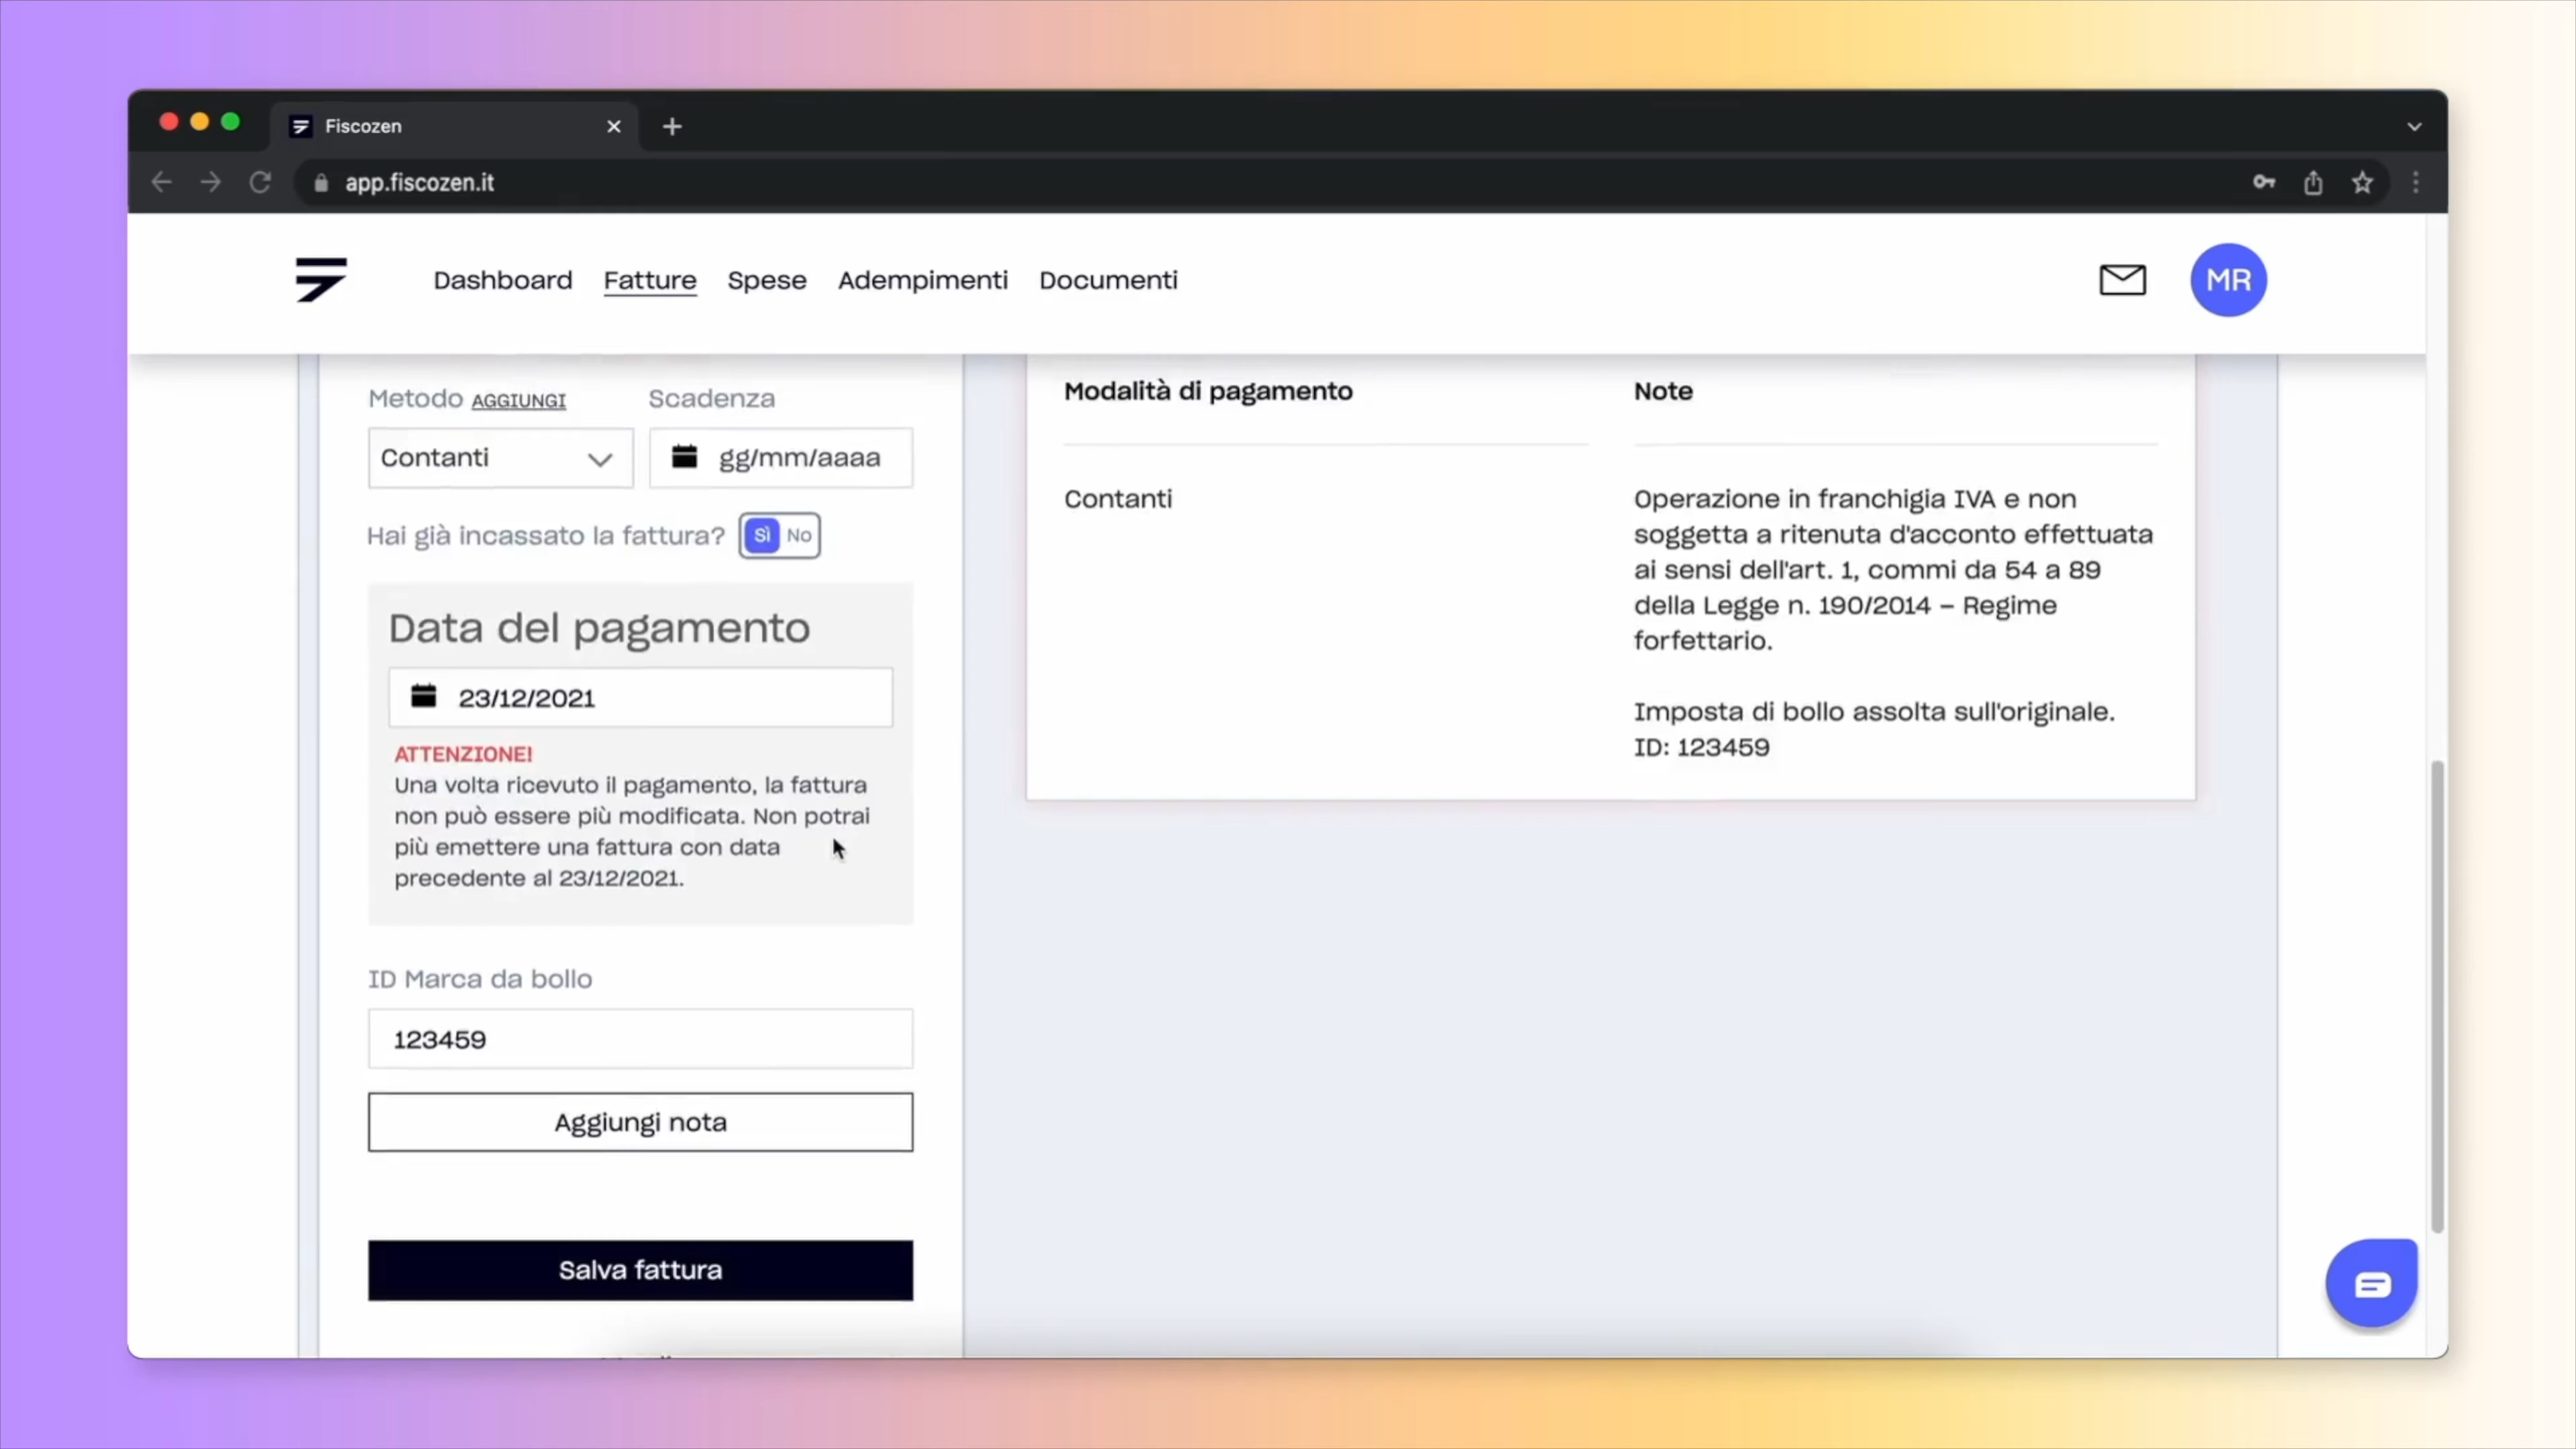 Fiscozen
app.fiscozen.it
Dashboard Fatture Spese Adempimenti Documenti
MR
Metodo AGGIUNGI Scadenza
Contanti gg/mm/aaaa
Hai già incassato la fattura? Sì No
Data del pagamento
23/12/2021
ATTENZIONE!
Una volta ricevuto il pagamento, la fattura
non può essere più modificata. Non potrai
più emettere una fattura con data
precedente al 23/12/2021.
ID Marca da bollo
123459
Aggiungi nota
Salva fattura
Modalità di pagamento
Contanti
Note
Operazione in franchigia IVA e non
soggetta a ritenuta d'acconto effettuata
ai sensi dell'art. 1, commi da 54 a 89
della Legge n. 190/2014 – Regime
forfettario.
Imposta di bollo assolta sull'originale.
ID: 123459